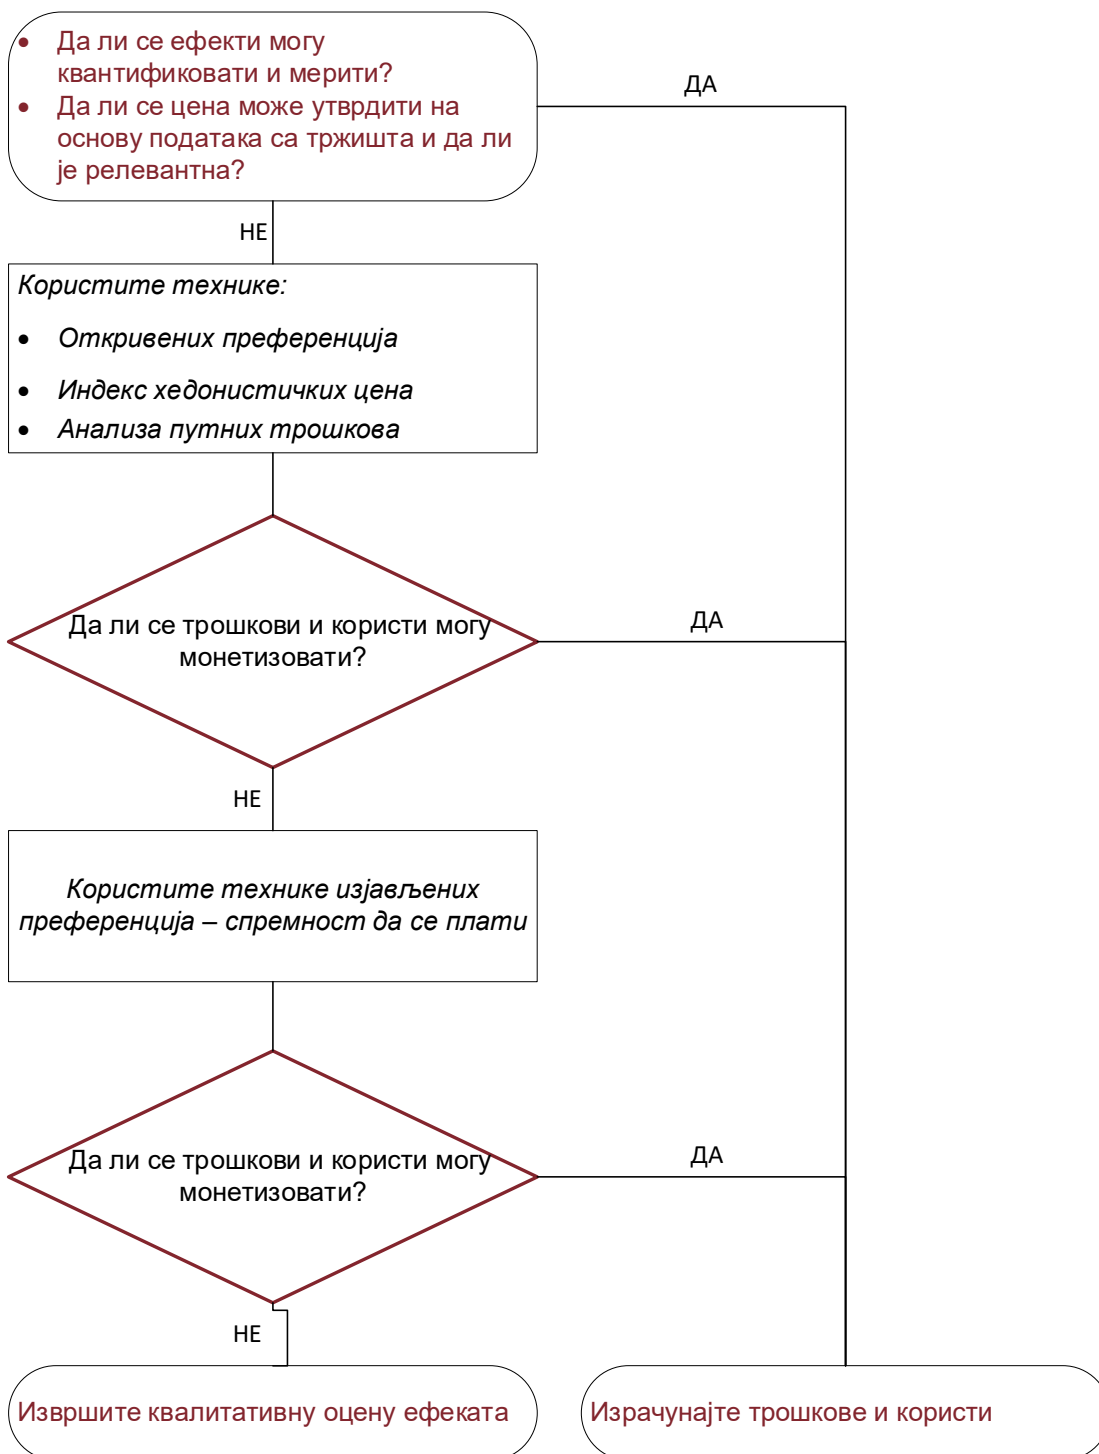 • Да ли се ефекти могу
квантификовати и мерити?
• Да ли се цена може утврдити на
основу података са тржишта и да ли
је релевантна?
ДА
НЕ
Користите технике:
• Откривених преференција
• Индекс хедонистичких цена
• Анализа путних трошкова
Да ли се трошкови и користи могу
монетизовати?
ДА
НЕ
Користите технике изјављених
преференција – спремност да се плати
Да ли се трошкови и користи могу
монетизовати?
ДА
НЕ
Извршите квалитативну оцену ефеката
Израчунајте трошкове и користи